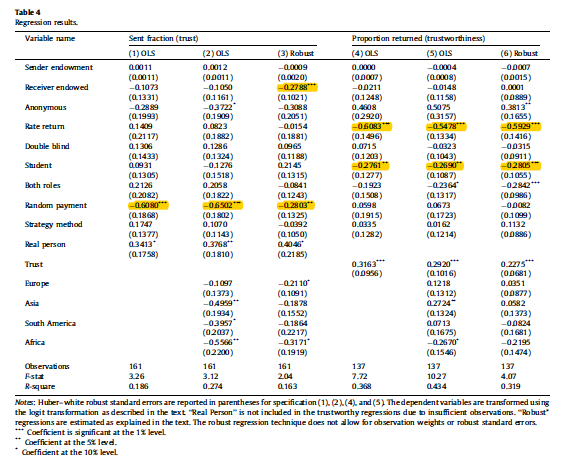 Table 4
Regression results.
Variable name Sent fraction (trust) Proportion returned (trustworthiness)
(1) OLS (2) OLS (3) Robust (4) OLS (5) OLS (6) Robust
Sender endowment 0.0011 0.0012 −0.0009 0.0000 −0.0004 −0.0007
(0.0011) (0.0011) (0.0020) (0.0007) (0.0008) (0.0015)
Receiver endowed −0.1073 −0.1050 −0.2788*** −0.0211 −0.0148 0.0001
(0.1331) (0.1161) (0.1021) (0.1248) (0.1158) (0.0889)
Anonymous −0.2889 −0.3722* −0.3088 0.4608 0.5075 0.3813**
(0.1993) (0.1909) (0.2051) (0.2920) (0.3157) (0.1655)
Rate return 0.1409 0.0823 −0.0154 −0.6083*** −0.5478*** −0.5929***
(0.2117) (0.1882) (0.1881) (0.1496) (0.1334) (0.1416)
Double blind 0.1306 0.1286 0.0965 0.0715 −0.0323 −0.0315
(0.1433) (0.1324) (0.1188) (0.1203) (0.1043) (0.0911)
Student 0.0931 −0.1276 0.2145 −0.2761** −0.2690** −0.2805***
(0.1305) (0.1518) (0.1315) (0.1277) (0.1087) (0.1055)
Both roles 0.2126 0.2058 −0.0841 −0.1923 −0.2364* −0.2842***
(0.2082) (0.1822) (0.1243) (0.1508) (0.1317) (0.0986)
Random payment −0.6080*** −0.6502*** −0.2803** 0.0598 0.0673 −0.0082
(0.1868) (0.1802) (0.1325) (0.1915) (0.1723) (0.1099)
Strategy method 0.1747 0.1070 −0.0392 0.0335 0.0162 0.1132
(0.1377) (0.1143) (0.1050) (0.1282) (0.1214) (0.0886)
Real person 0.3413* 0.3768** 0.4046*
(0.1758) (0.1810) (0.2185)
Trust 0.3163*** 0.2920*** 0.2275***
(0.0956) (0.1016) (0.0681)
Europe −0.1097 −0.2110* 0.1218 0.0351
(0.1373) (0.1091) (0.1312) (0.0877)
Asia −0.4959** −0.1878 0.2724** 0.0582
(0.1934) (0.1552) (0.1324) (0.1373)
South America −0.3957* −0.1864 0.0713 −0.0824
(0.2037) (0.2217) (0.1675) (0.1681)
Africa −0.5566** −0.3171* −0.2670* −0.2195
(0.2200) (0.1919) (0.1546) (0.1474)
Observations 161 161 161 137 137 137
F-stat 3.26 3.12 2.04 7.72 10.27 4.07
R-square 0.186 0.274 0.163 0.368 0.434 0.319
Notes: Huber–white robust standard errors are reported in parentheses for specification (1), (2), (4), and (5). The dependent variables are transformed using
the logit transformation as described in the text. "Real Person" is not included in the trustworthy regressions due to insufficient observations. "Robust"
regressions are estimated as explained in the text. The robust regression technique does not allow for observation weights or robust standard errors.
*** Coefficient is significant at the 1% level.
** Coefficient at the 5% level.
* Coefficient at the 10% level.